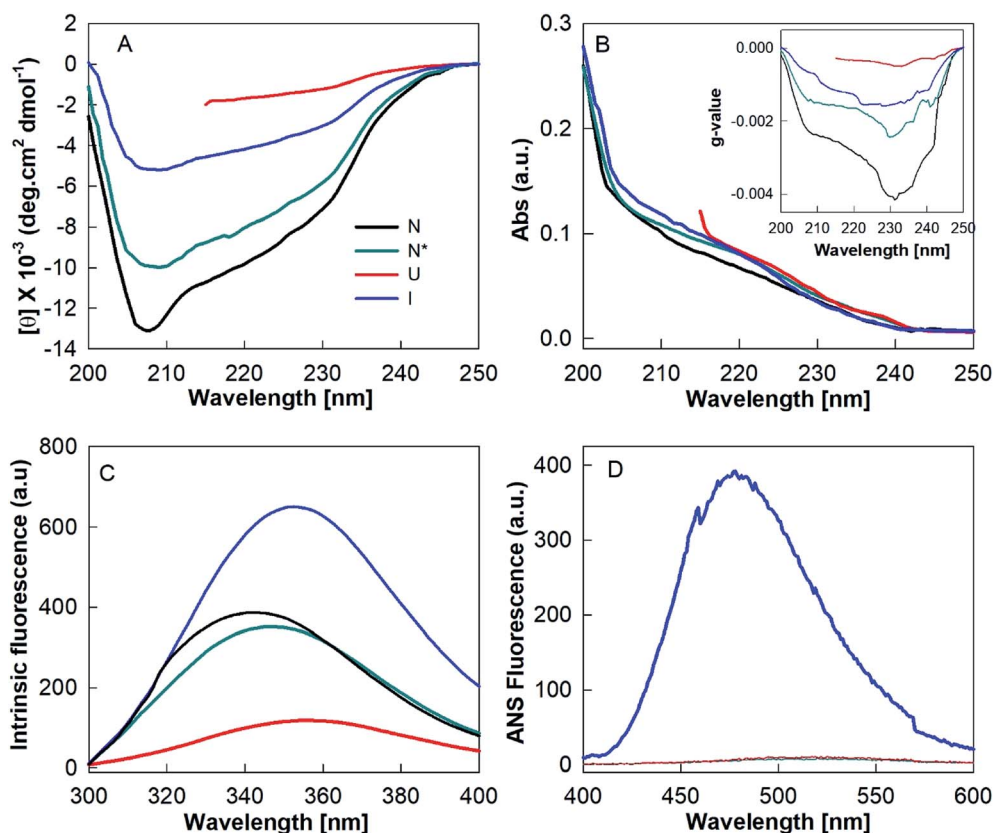 A
[θ] X 10⁻³ (deg.cm² dmol⁻¹)
0
-2
-4
-6
-8
-10
-12
-14
N
N*
U
I
200 210 220 230 240 250
Wavelength [nm]
B
Abs (a.u.)
0.3
0.2
0.1
0.0
200 210 220 230 240 250
Wavelength [nm]
g-value
0.000
-0.002
-0.004
200 210 220 230 240 250
Wavelength [nm]
C
Intrinsic fluorescence (a.u)
800
600
400
200
0
300 320 340 360 380 400
Wavelength [nm]
D
ANS Fluorescence (a.u.)
400
300
200
100
0
400 450 500 550 600
Wavelength [nm]